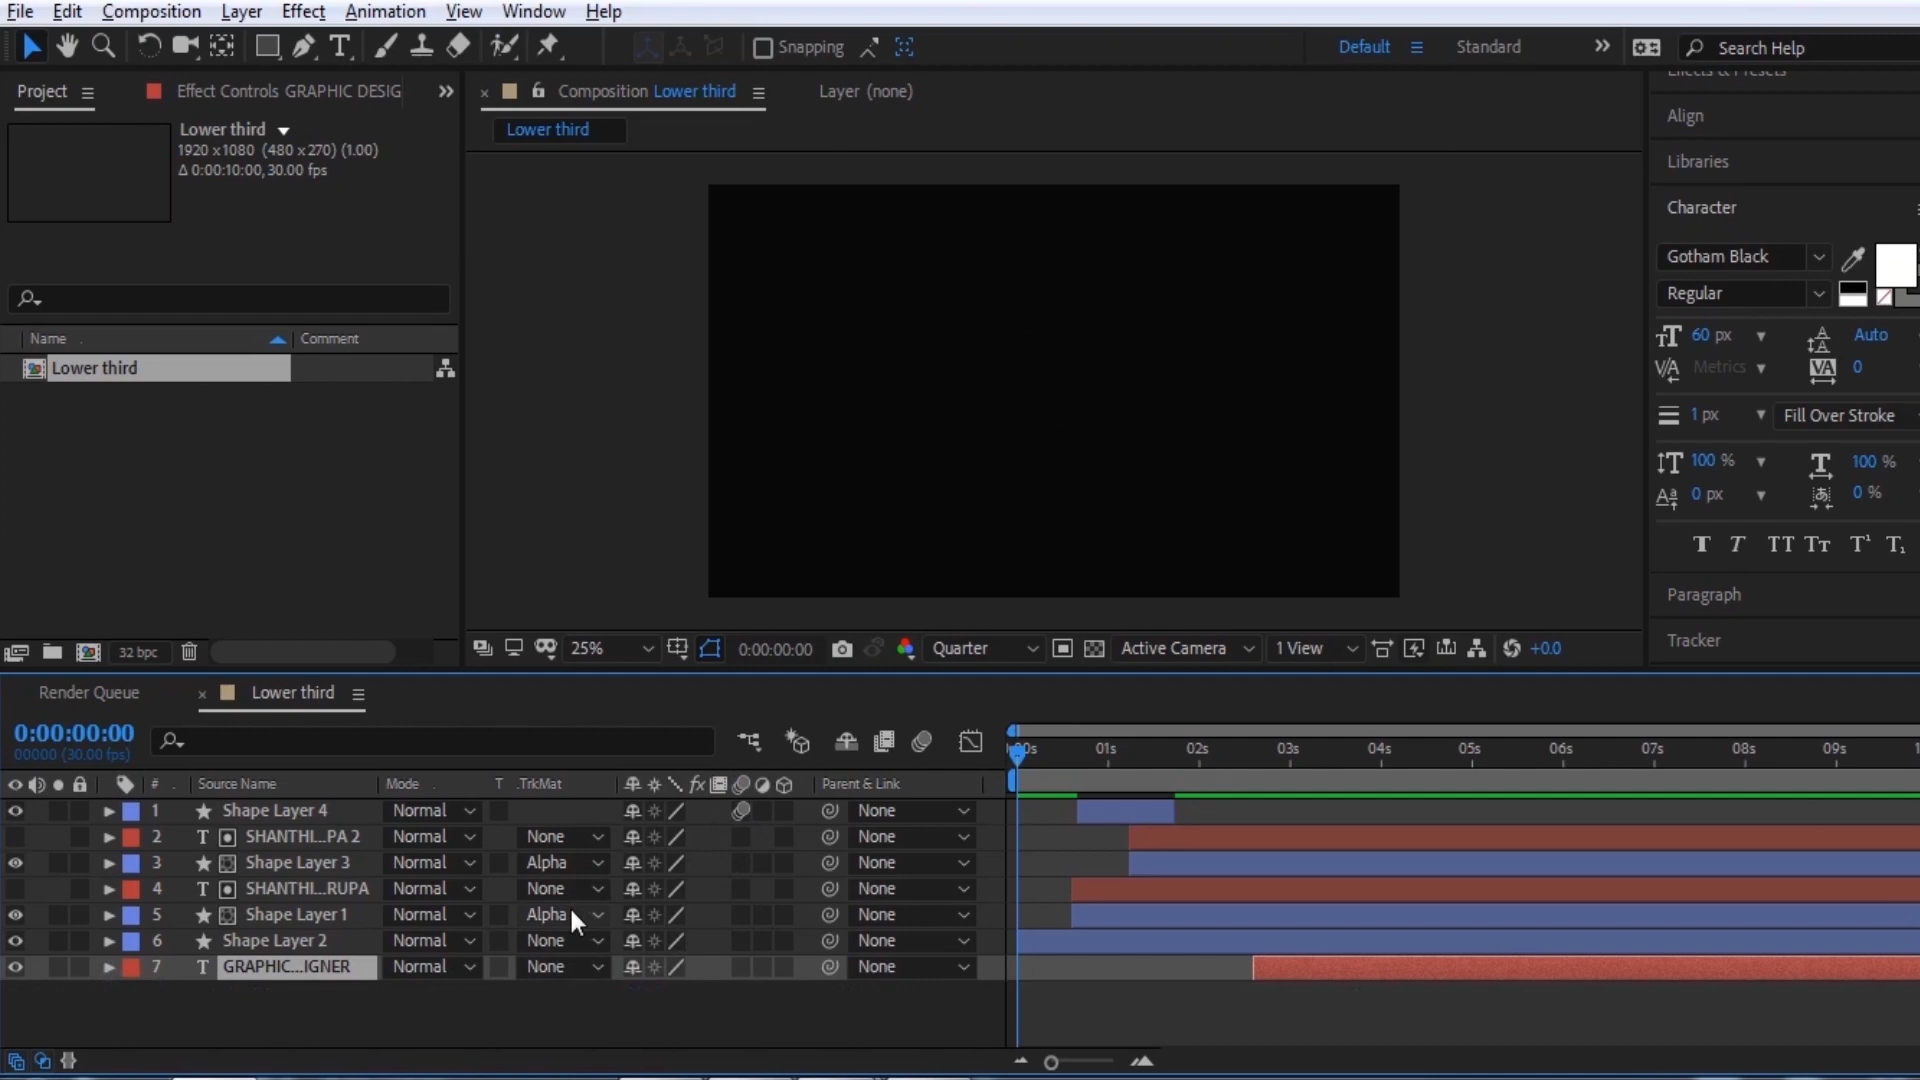 File Edit Composition Layer Effect Animation View Window Help
Snapping Default Standard Search Help
Project Effect Controls GRAPHIC DESIG Composition Lower third Layer (none) Effects & Presets
Lower third
1920 x1080 (480 x 270) (1.00)
Δ 0:00:10:00, 30.00 fps
Lower third
Align
Libraries
Character
Gotham Black
Regular
60 px Auto
Metrics 0
1 px Fill Over Stroke
100 % 100 %
0 px 0 %
T T TT Tт T¹ T₁
Paragraph
Tracker
Name Comment
Lower third
32 bpc 25% 0:00:00:00 Quarter Active Camera 1 View +0.0
Render Queue Lower third
0:00:00:00
00000 (30.00 fps)
01s 02s 03s 04s 05s 06s 07s 08s 09s
# Source Name Mode T .TrkMat fx Parent & Link
1 Shape Layer 4 Normal None
2 T SHANTHI...PA 2 Normal None None
3 Shape Layer 3 Normal Alpha None
4 T SHANTHI...RUPA Normal None None
5 Shape Layer 1 Normal Alpha None
6 Shape Layer 2 Normal None None
7 T GRAPHIC...IGNER Normal None None